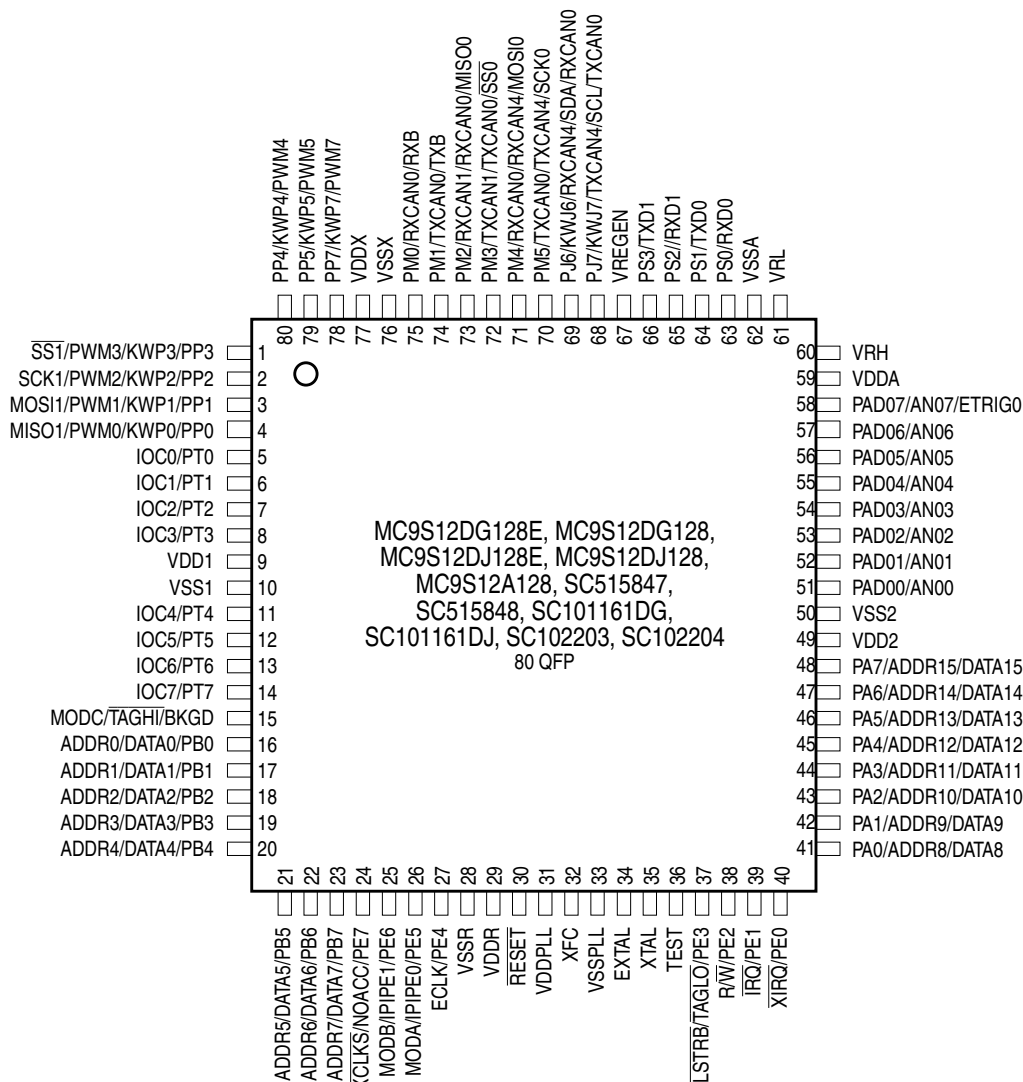 PP4/KWP4/PWM4
PP5/KWP5/PWM5
PP7/KWP7/PWM7
VDDX
VSSX
PM0/RXCAN0/RXB
PM1/TXCAN0/TXB
PM2/RXCAN1/RXCAN0/MISO0
PM3/TXCAN1/TXCAN0/SS0
PM4/RXCAN0/RXCAN4/MOSI0
PM5/TXCAN0/TXCAN4/SCK0
PJ6/KWJ6/RXCAN4/SDA/RXCAN0
PJ7/KWJ7/TXCAN4/SCL/TXCAN0
VREGEN
PS3/TXD1
PS2//RXD1
PS1/TXD0
PS0/RXD0
VSSA
VRL
80
79
78
77
76
75
74
73
72
71
70
69
68
67
66
65
64
63
62
61
SS1/PWM3/KWP3/PP3 1
SCK1/PWM2/KWP2/PP2 2
MOSI1/PWM1/KWP1/PP1 3
MISO1/PWM0/KWP0/PP0 4
IOC0/PT0 5
IOC1/PT1 6
IOC2/PT2 7
IOC3/PT3 8
VDD1 9
VSS1 10
IOC4/PT4 11
IOC5/PT5 12
IOC6/PT6 13
IOC7/PT7 14
MODC/TAGHI/BKGD 15
ADDR0/DATA0/PB0 16
ADDR1/DATA1/PB1 17
ADDR2/DATA2/PB2 18
ADDR3/DATA3/PB3 19
ADDR4/DATA4/PB4 20
MC9S12DG128E, MC9S12DG128,
MC9S12DJ128E, MC9S12DJ128,
MC9S12A128, SC515847,
SC515848, SC101161DG,
SC101161DJ, SC102203, SC102204
80 QFP
60 VRH
59 VDDA
58 PAD07/AN07/ETRIG0
57 PAD06/AN06
56 PAD05/AN05
55 PAD04/AN04
54 PAD03/AN03
53 PAD02/AN02
52 PAD01/AN01
51 PAD00/AN00
50 VSS2
49 VDD2
48 PA7/ADDR15/DATA15
47 PA6/ADDR14/DATA14
46 PA5/ADDR13/DATA13
45 PA4/ADDR12/DATA12
44 PA3/ADDR11/DATA11
43 PA2/ADDR10/DATA10
42 PA1/ADDR9/DATA9
41 PA0/ADDR8/DATA8
21
22
23
24
25
26
27
28
29
30
31
32
33
34
35
36
37
38
39
40
ADDR5/DATA5/PB5
ADDR6/DATA6/PB6
ADDR7/DATA7/PB7
XCLKS/NOACC/PE7
MODB/IPIPE1/PE6
MODA/IPIPE0/PE5
ECLK/PE4
VSSR
VDDR
RESET
VDDPLL
XFC
VSSPLL
EXTAL
XTAL
TEST
LSTRB/TAGLO/PE3
R/W/PE2
IRQ/PE1
XIRQ/PE0